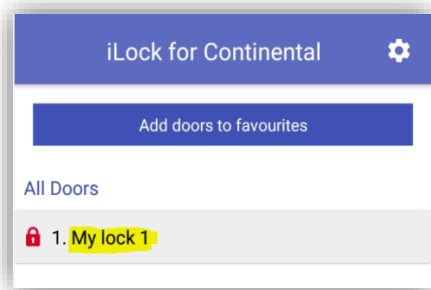 iLock for Continental
Add doors to favourites
All Doors
1. My lock 1